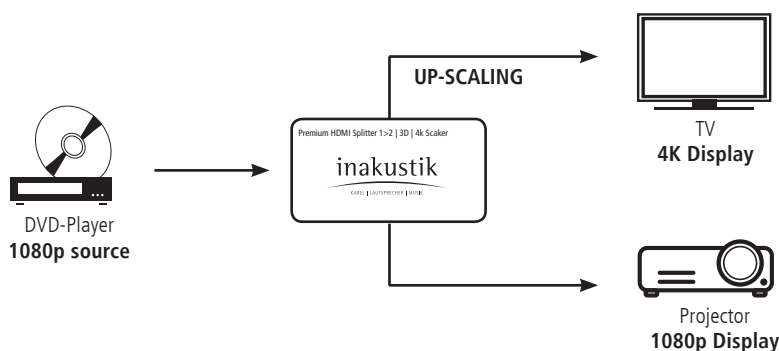 UP-SCALING
TV
4K Display
Premium HDMI Splitter 1>2 | 3D | 4k Scaker
inakustik
KABEL | LAUTSPRECHER | MUSIK
DVD-Player
1080p source
Projector
1080p Display